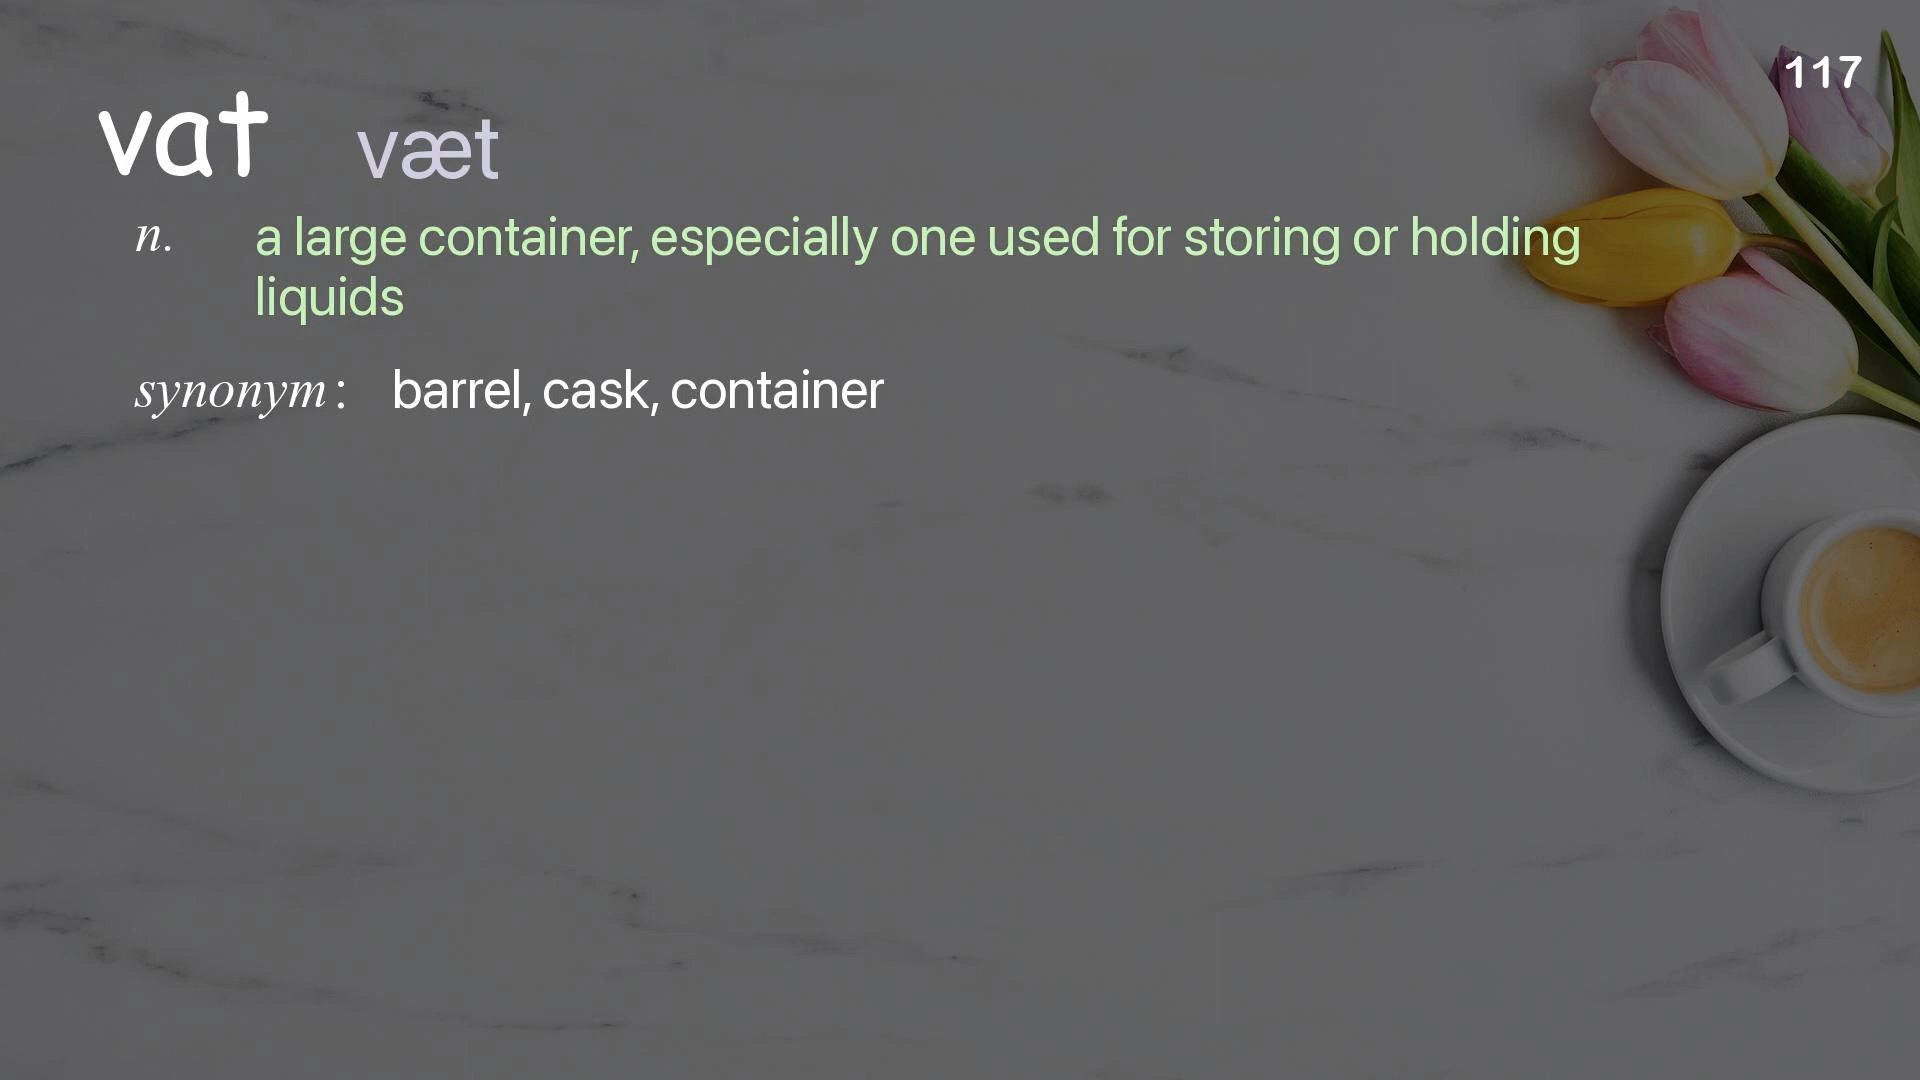 117
vat væt
n. a large container, especially one used for storing or holding
liquids
synonym : barrel, cask, container